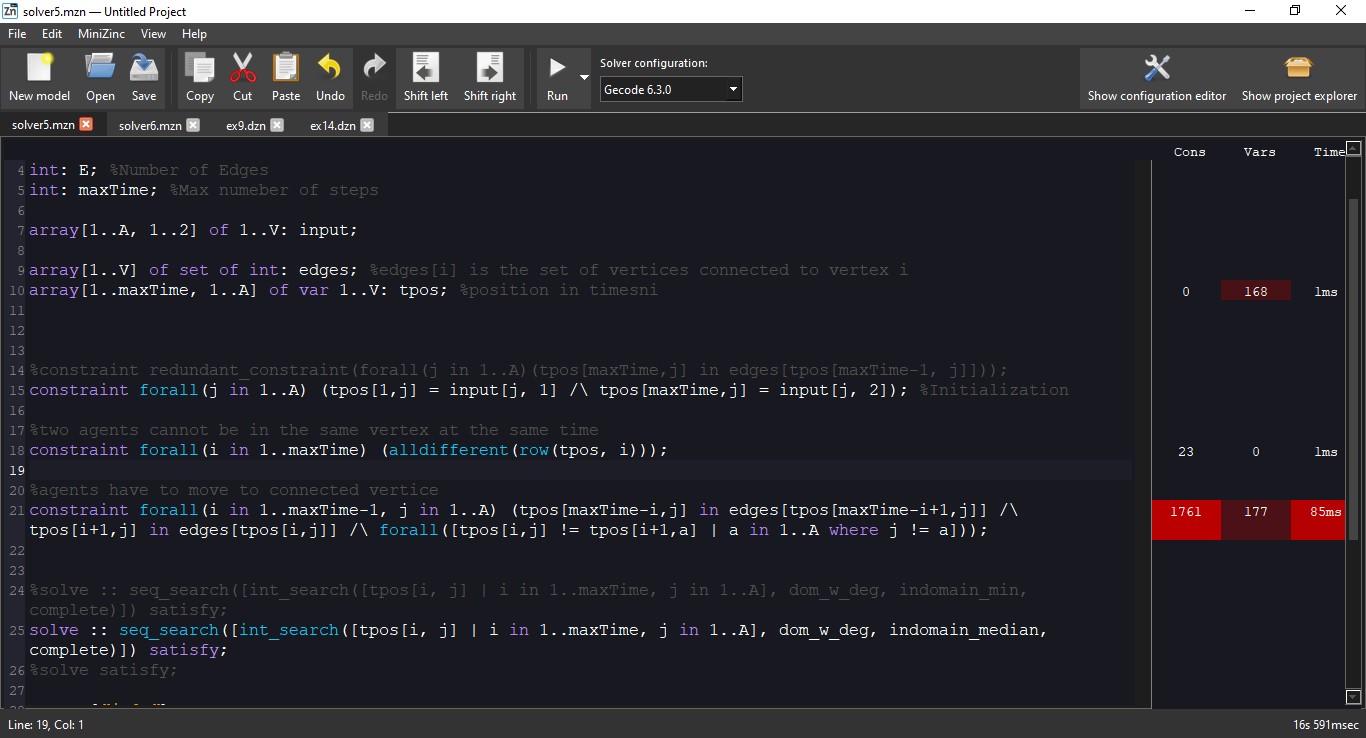 Zn solver5.mzn — Untitled Project
File Edit MiniZinc View Help
New model Open Save Copy Cut Paste Undo Redo Shift left Shift right Run Solver configuration: Show configuration editor Show project explorer
Gecode 6.3.0
solver5.mzn solver6.mzn ex9.dzn ex14.dzn
Cons Vars Time
4 int: E; %Number of Edges
5 int: maxTime; %Max numeber of steps
6
7 array[1..A, 1..2] of 1..V: input;
8
9 array[1..V] of set of int: edges; %edges[i] is the set of vertices connected to vertex i
10 array[1..maxTime, 1..A] of var 1..V: tpos; %position in timesni 0 168 1ms
11
12
13
14 %constraint redundant_constraint(forall(j in 1..A)(tpos[maxTime,j] in edges[tpos[maxTime-1, j]]));
15 constraint forall(j in 1..A) (tpos[1,j] = input[j, 1] /\ tpos[maxTime,j] = input[j, 2]); %Initialization
16
17 %two agents cannot be in the same vertex at the same time
18 constraint forall(i in 1..maxTime) (alldifferent(row(tpos, i))); 23 0 1ms
19
20 %agents have to move to connected vertice
21 constraint forall(i in 1..maxTime-1, j in 1..A) (tpos[maxTime-i,j] in edges[tpos[maxTime-i+1,j]] /\ 1761 177 85ms
tpos[i+1,j] in edges[tpos[i,j]] /\ forall([tpos[i,j] != tpos[i+1,a] | a in 1..A where j != a]));
22
23
24 %solve :: seq_search([int_search([tpos[i, j] | i in 1..maxTime, j in 1..A], dom_w_deg, indomain_min,
complete)]) satisfy;
25 solve :: seq_search([int_search([tpos[i, j] | i in 1..maxTime, j in 1..A], dom_w_deg, indomain_median,
complete)]) satisfy;
26 %solve satisfy;
27
Line: 19, Col: 1 16s 591msec